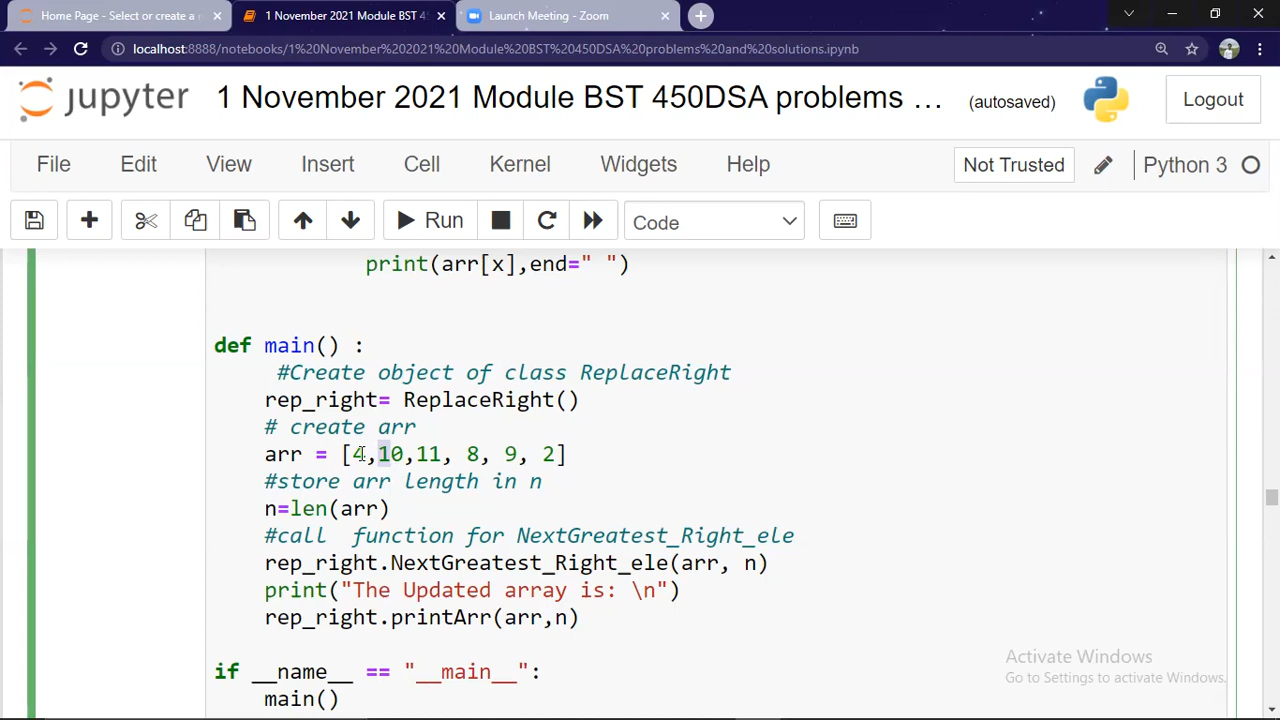 Home Page - Select or create a n
1 November 2021 Module BST 45
Launch Meeting - Zoom
localhost:8888/notebooks/1%20November%202021%20Module%20BST%20450DSA%20problems%20and%20solutions.ipynb
jupyter 1 November 2021 Module BST 450DSA problems ... (autosaved) Logout
File Edit View Insert Cell Kernel Widgets Help Not Trusted Python 3
Run Code
print(arr[x],end=" ")
def main() :
#Create object of class ReplaceRight
rep_right= ReplaceRight()
# create arr
arr = [4,10,11, 8, 9, 2]
#store arr length in n
n=len(arr)
#call  function for NextGreatest_Right_ele
rep_right.NextGreatest_Right_ele(arr, n)
print("The Updated array is: \n")
rep_right.printArr(arr,n)
if __name__ == "__main__":
main()
Activate Windows
Go to Settings to activate Windows.